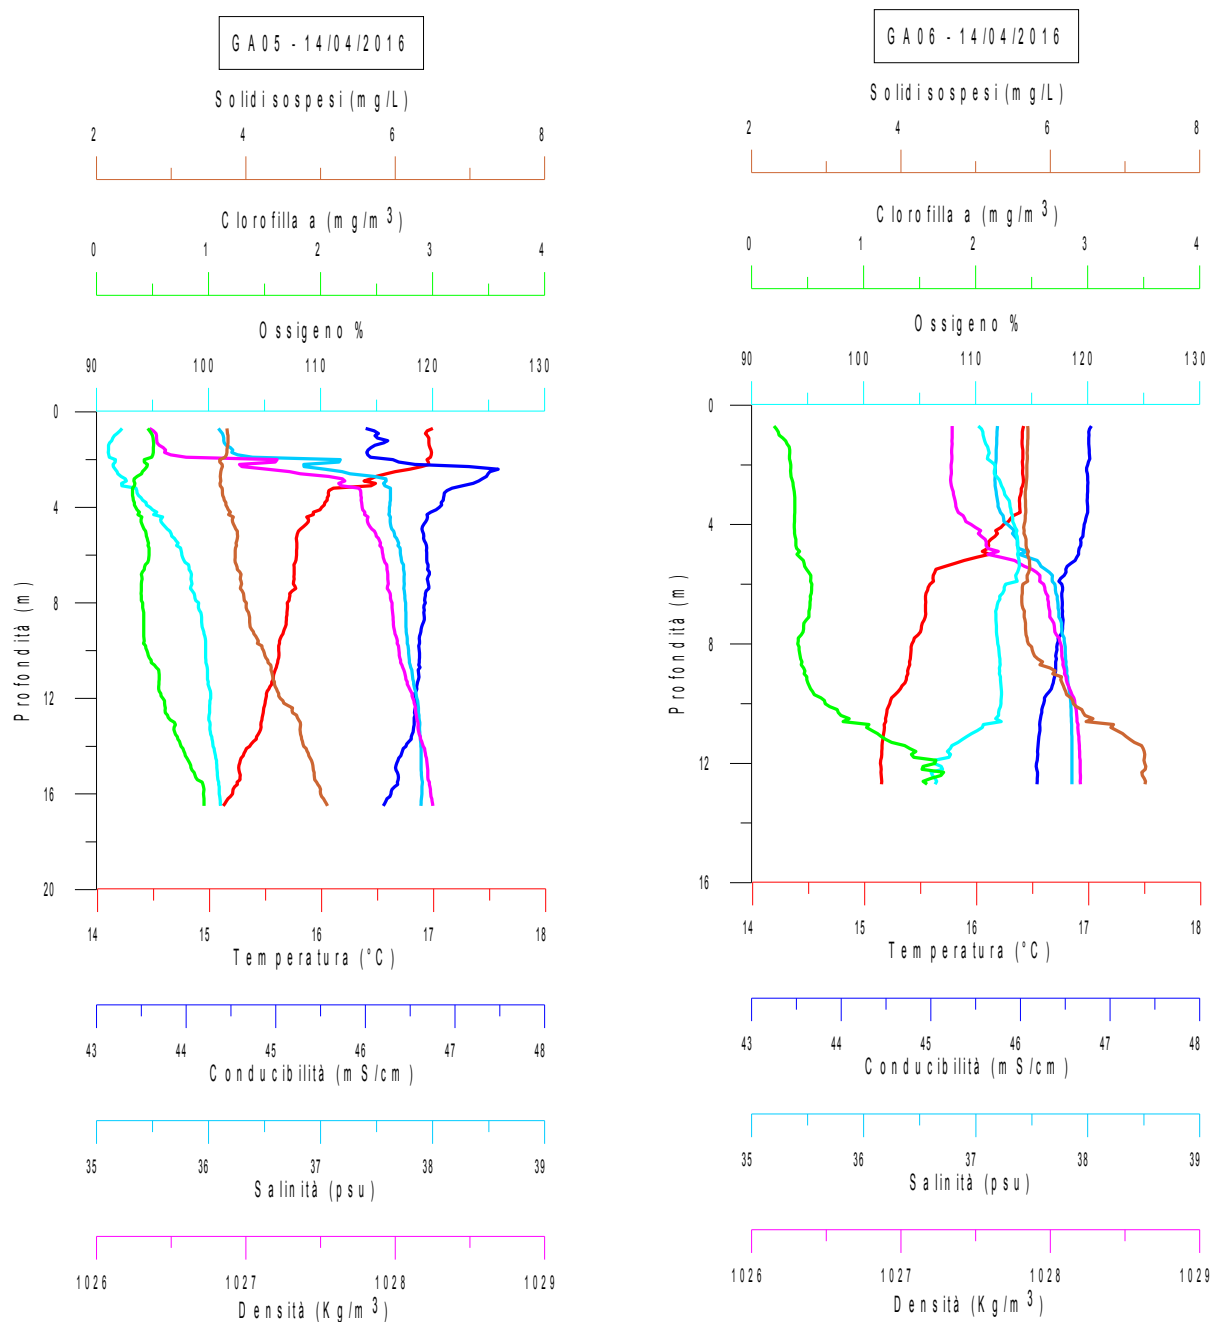 GA05 - 14/04/2016
Solidi sospesi (mg/L)
2 4 6 8
Clorofilla a (mg/m³)
0 1 2 3 4
Ossigeno %
90 100 110 120 130
0
4
8
12
16
20
Profondità (m)
14 15 16 17 18
Temperatura (°C)
43 44 45 46 47 48
Conducibilità (mS/cm)
35 36 37 38 39
Salinità (psu)
1026 1027 1028 1029
Densità (Kg/m³)
GA06 - 14/04/2016
Solidi sospesi (mg/L)
2 4 6 8
Clorofilla a (mg/m³)
0 1 2 3 4
Ossigeno %
90 100 110 120 130
0
4
8
12
16
Profondità (m)
14 15 16 17 18
Temperatura (°C)
43 44 45 46 47 48
Conducibilità (mS/cm)
35 36 37 38 39
Salinità (psu)
1026 1027 1028 1029
Densità (Kg/m³)